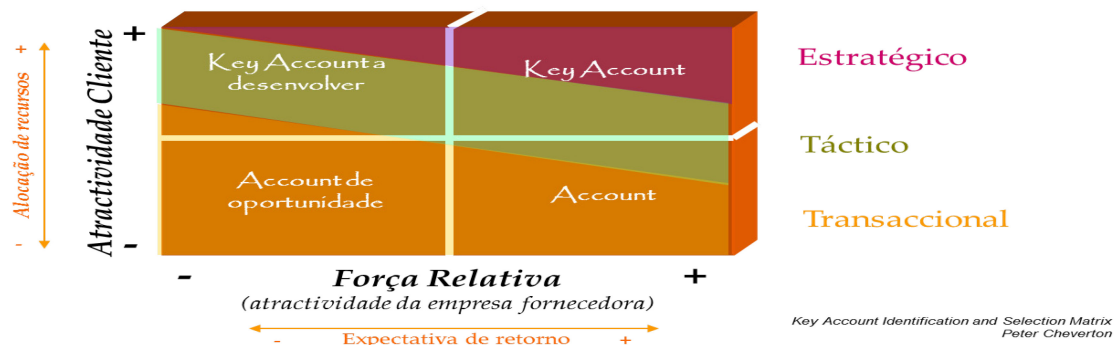 Alocação de recursos
-
+
Atractividade Cliente
+
-
Key Account a
desenvolver
Key Account
Account de
oportunidade
Account
Estratégico
Táctico
Transaccional
-
Força Relativa
+
(atractividade da empresa fornecedora)
-
Expectativa de retorno
+
Key Account Identification and Selection Matrix
Peter Cheverton